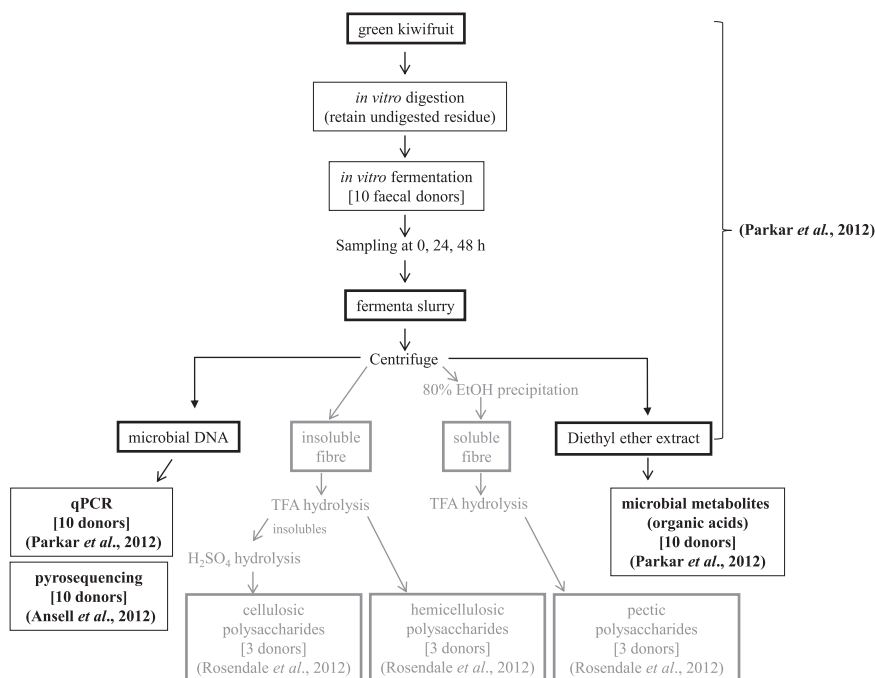 green kiwifruit
in vitro digestion
(retain undigested residue)
in vitro fermentation
[10 faecal donors]
Sampling at 0, 24, 48 h
(Parkar et al., 2012)
fermenta slurry
Centrifuge
80% EtOH precipitation
microbial DNA
insoluble
fibre
soluble
fibre
Diethyl ether extract
qPCR
[10 donors]
(Parkar et al., 2012)
TFA hydrolysis
insolubles
TFA hydrolysis
microbial metabolites
(organic acids)
[10 donors]
(Parkar et al., 2012)
H2SO4 hydrolysis
pyrosequencing
[10 donors]
(Ansell et al., 2012)
cellulosic
polysaccharides
[3 donors]
(Rosendale et al., 2012)
hemicellulosic
polysaccharides
[3 donors]
(Rosendale et al., 2012)
pectic
polysaccharides
[3 donors]
(Rosendale et al., 2012)